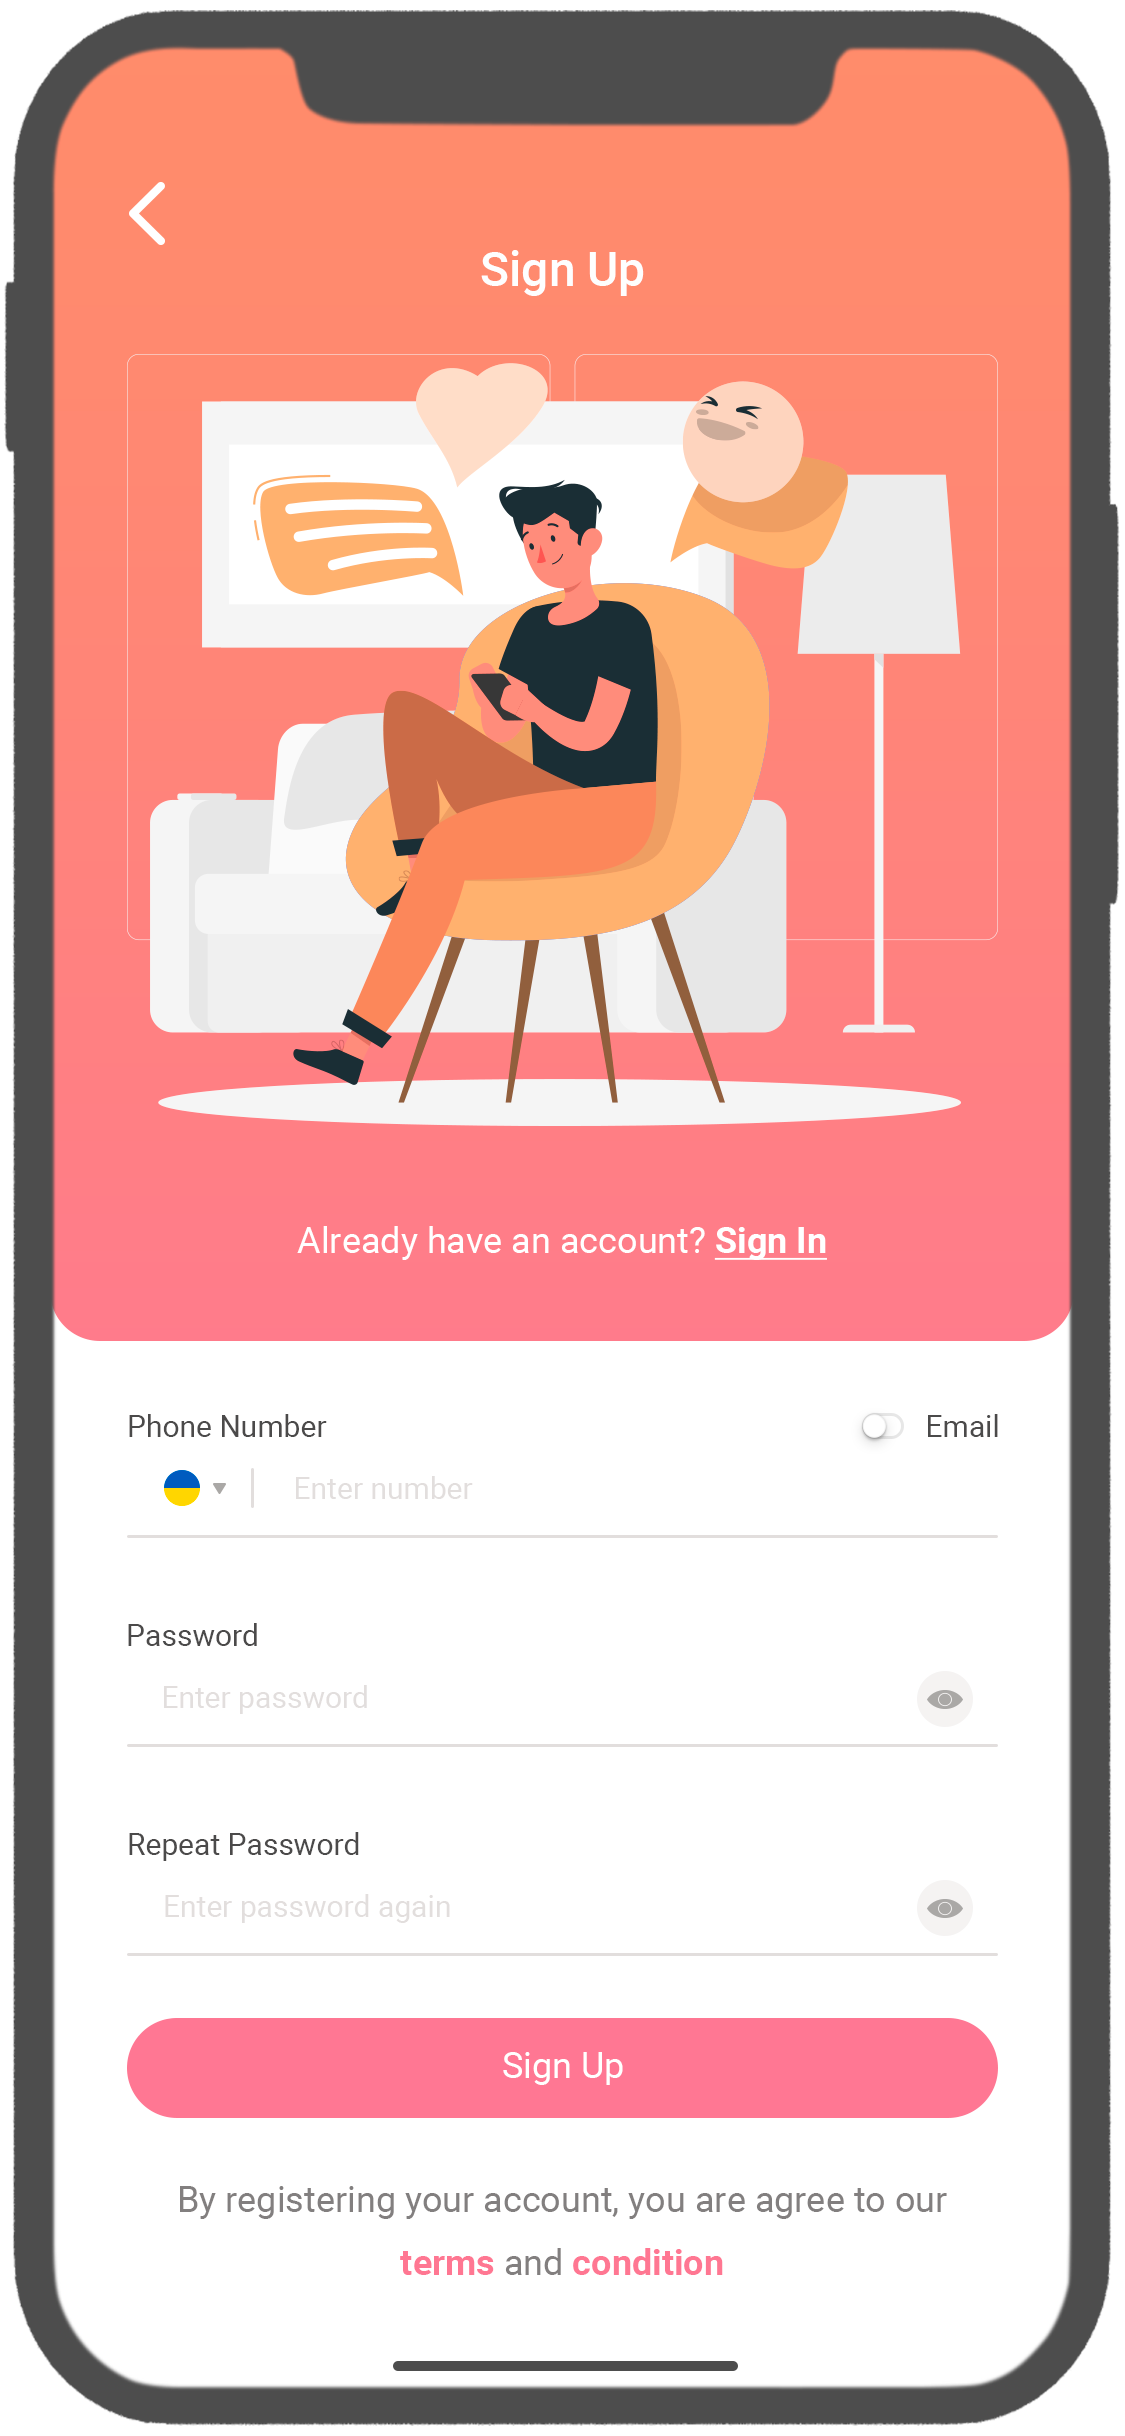 Sign Up
Already have an account? Sign In
Phone Number
Email
Enter number
Password
Enter password
Repeat Password
Enter password again
Sign Up
By registering your account, you are agree to our
terms and condition